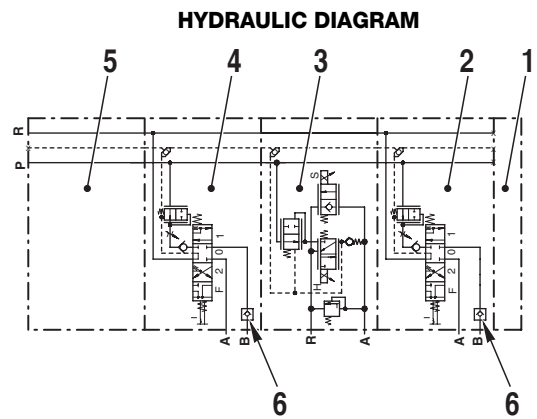 HYDRAULIC DIAGRAM
5 4 3 2 1
R
P
S
1
0
2
F
I
H
1
0
2
F
I
A B R A A B
6 6